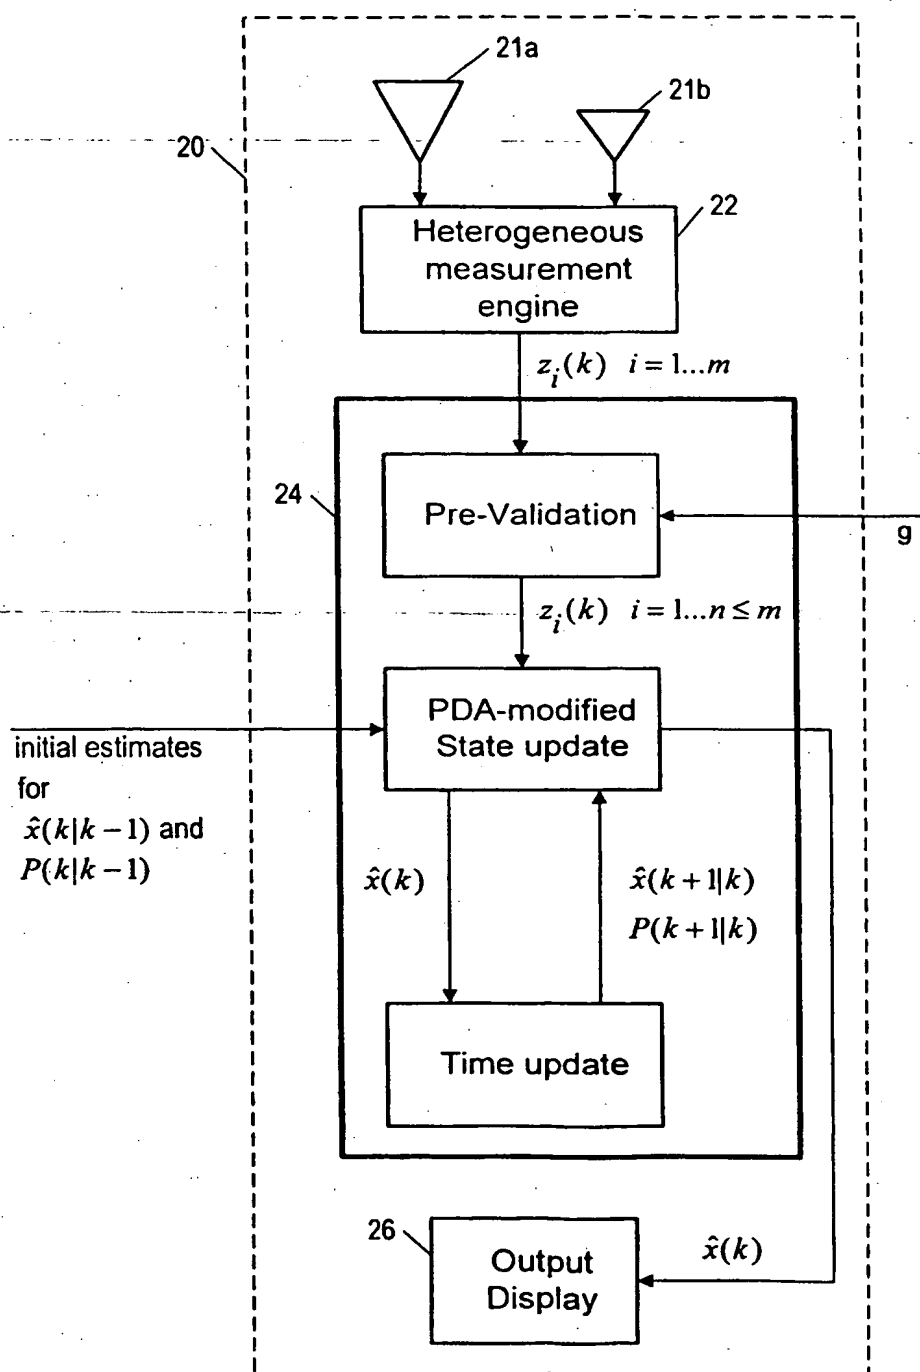 21a
21b
20
22
Heterogeneous
measurement
engine
z_i(k) i = 1...m
24
Pre-Validation
g
z_i(k) i = 1...n ≤ m
PDA-modified
State update
initial estimates
for
x̂(k|k − 1) and
P(k|k − 1)
x̂(k)
x̂(k + 1|k)
P(k + 1|k)
Time update
26
Output
Display
x̂(k)